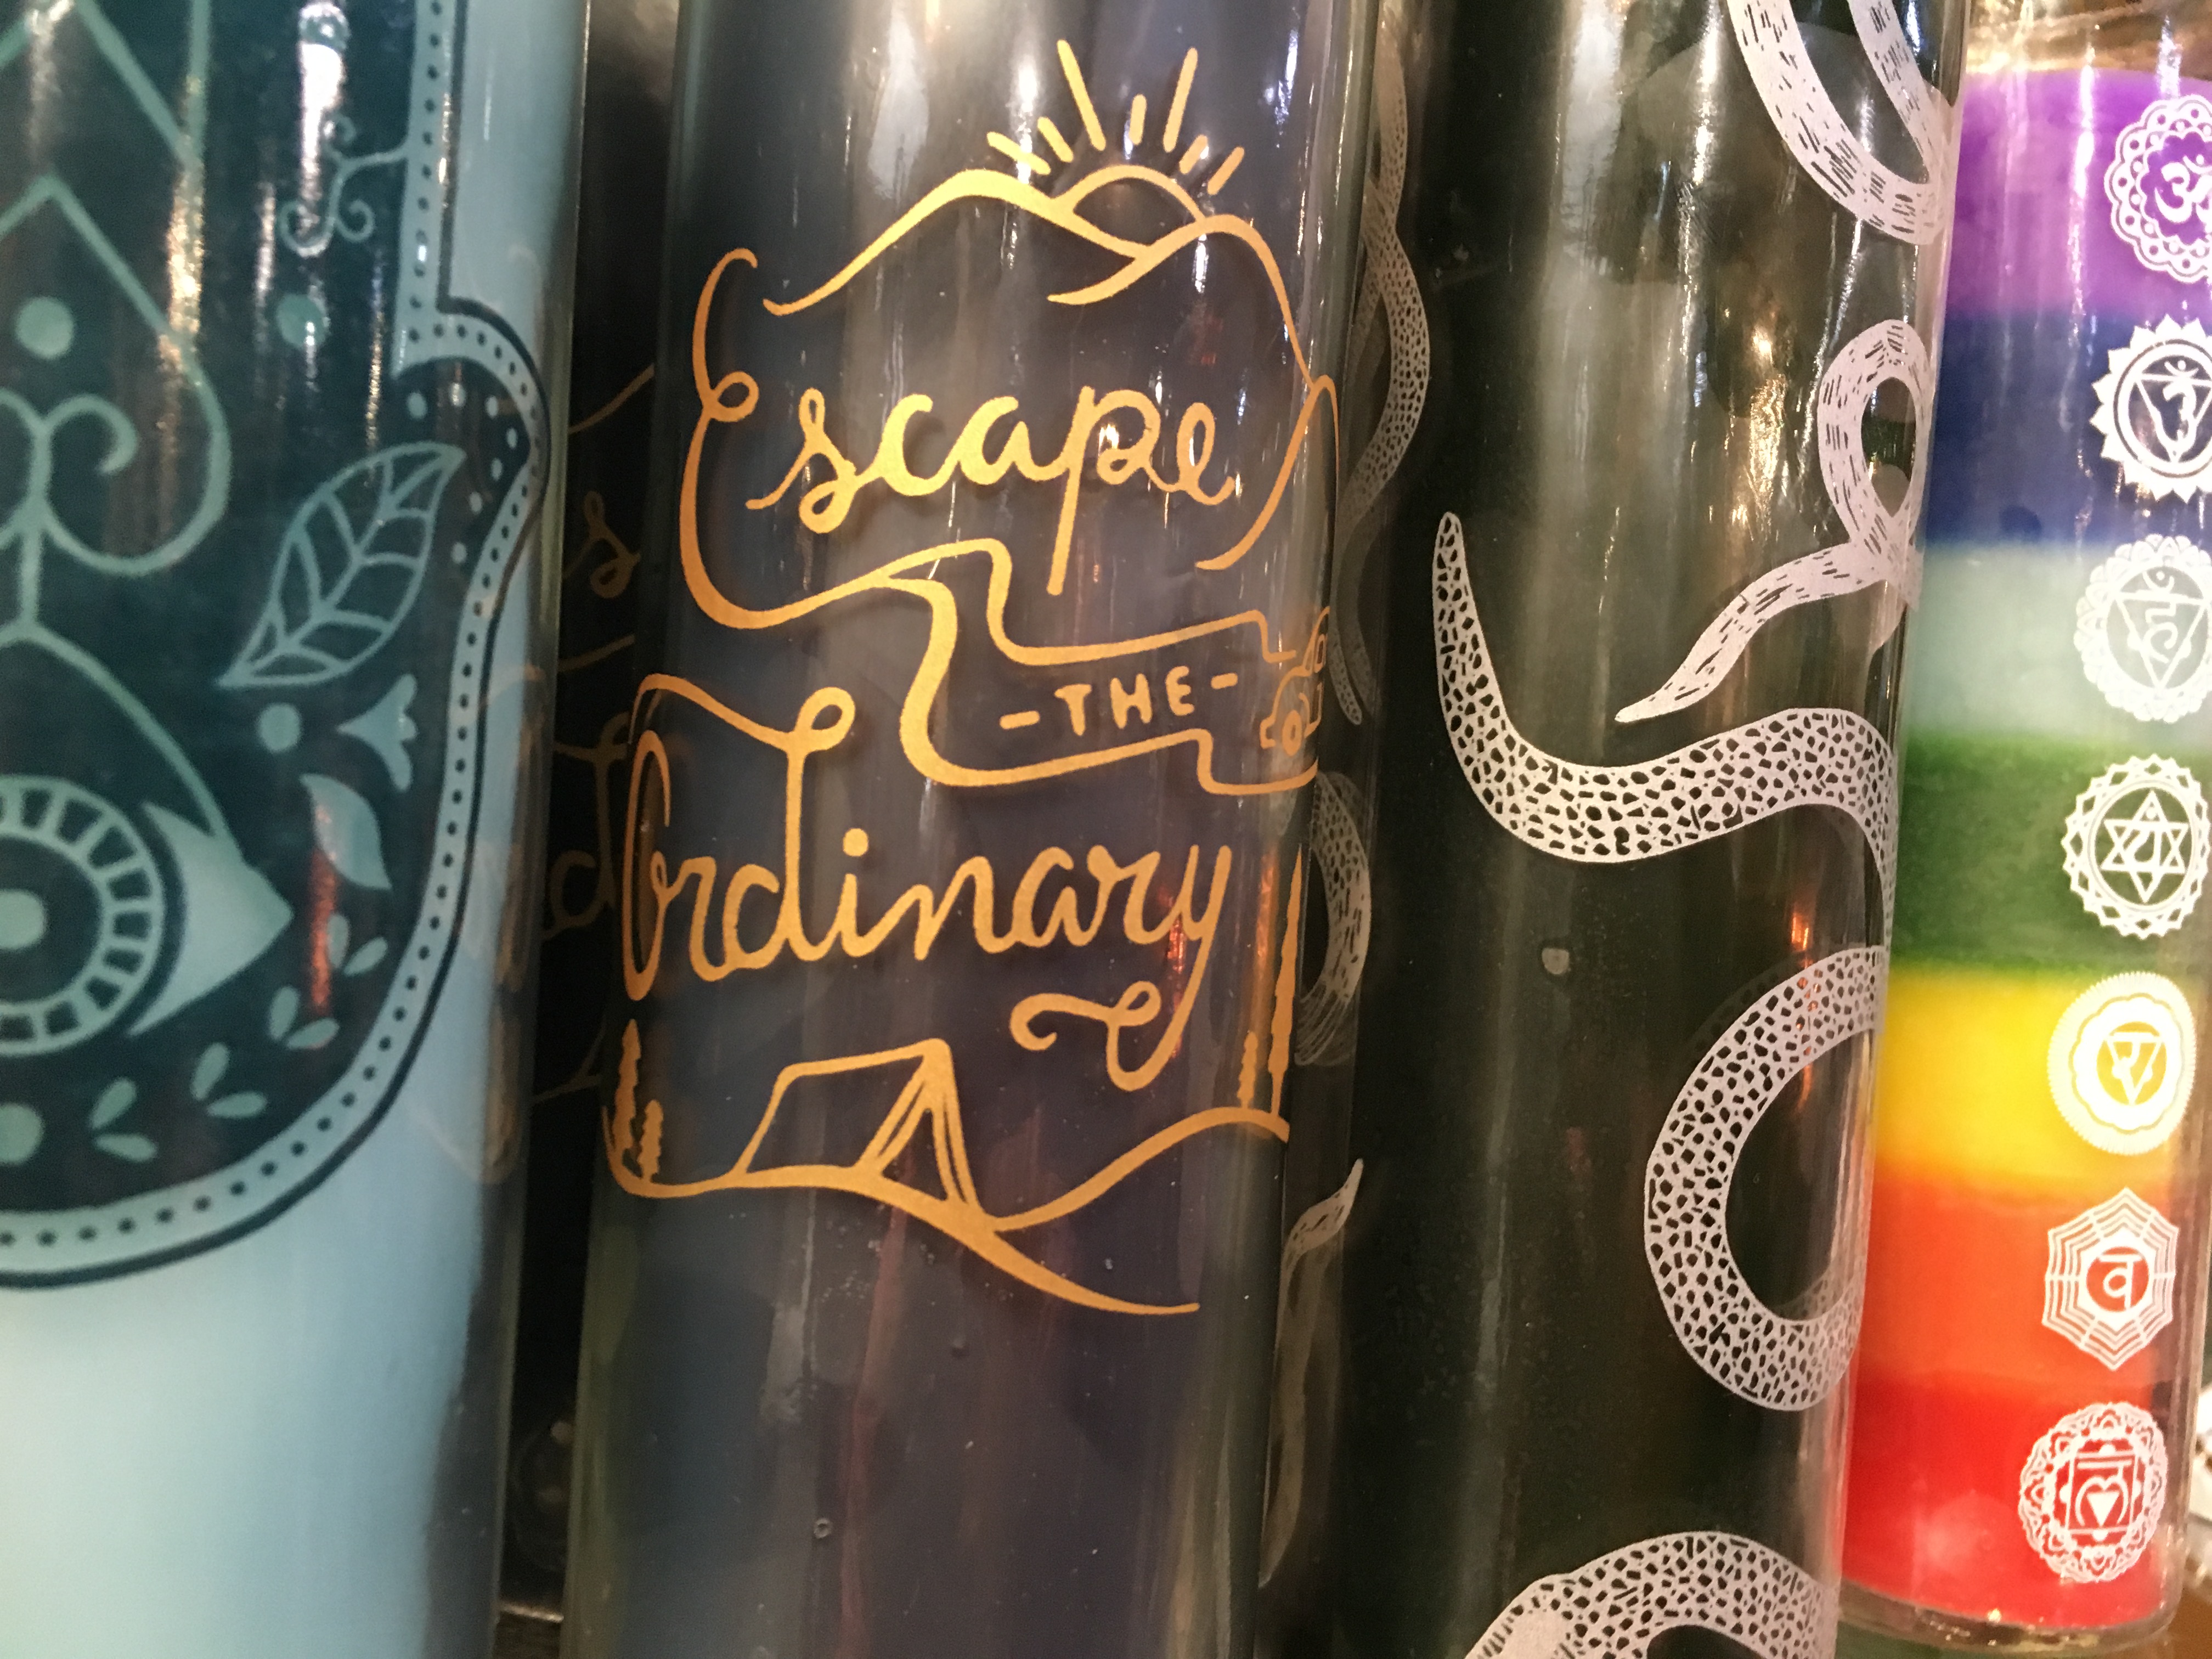 Escape
-THE-
Ordinary
ॐ
हं
यं
रं
वं
लं